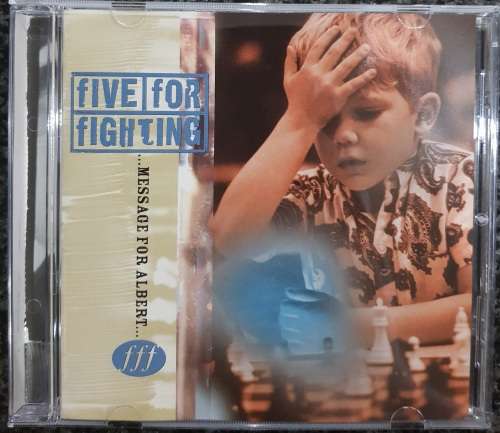 fIVE fOR
fIGHTING
...MESSAGE FOR ALBERT...
fff